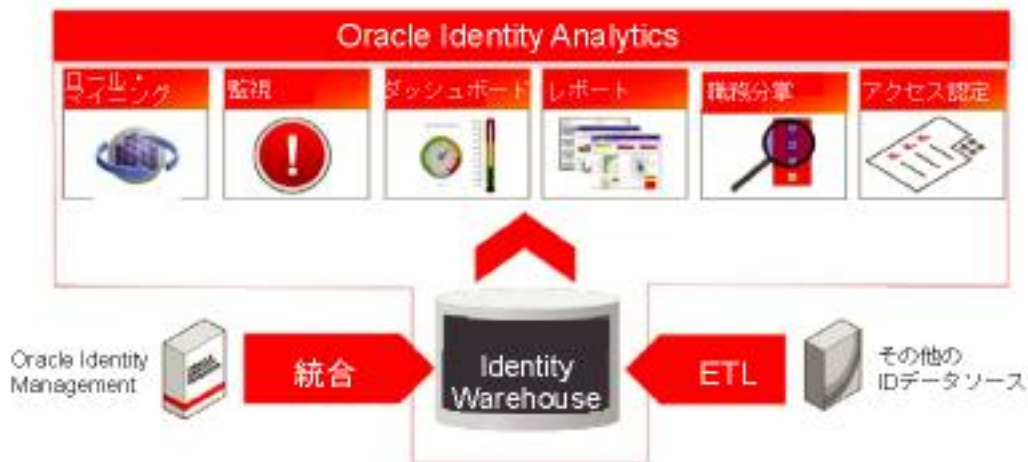 Oracle Identity Analytics
ロール・
マイニング
監視
ダッシュボード
レポート
職務分掌
アクセス認定
Oracle Identity
Management
統合
Identity
Warehouse
ETL
その他の
IDデータソース